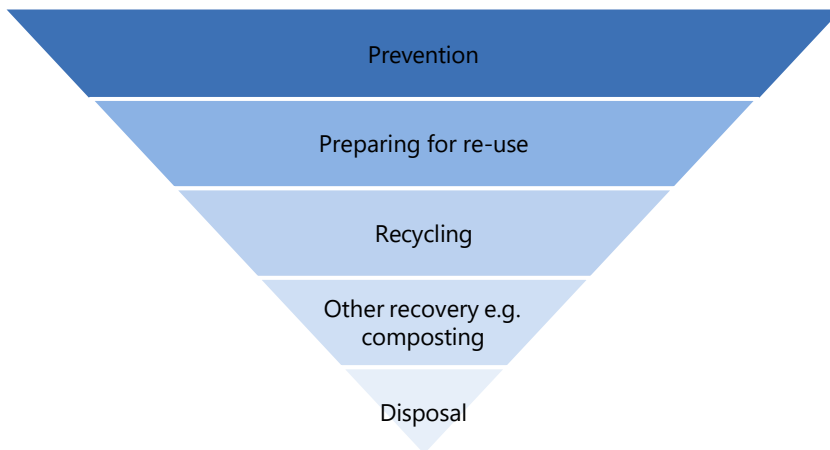 Prevention
Preparing for re-use
Recycling
Other recovery e.g.
composting
Disposal